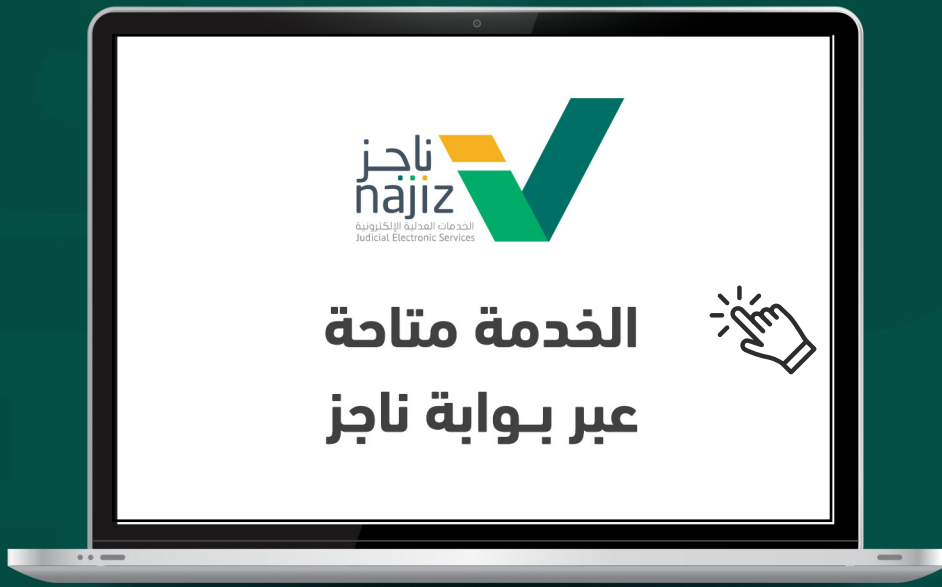 ناجز
najiz
الخدمات العدلية الإلكترونية
Judicial Electronic Services
الخدمة متاحة
عبر بـوابة ناجز